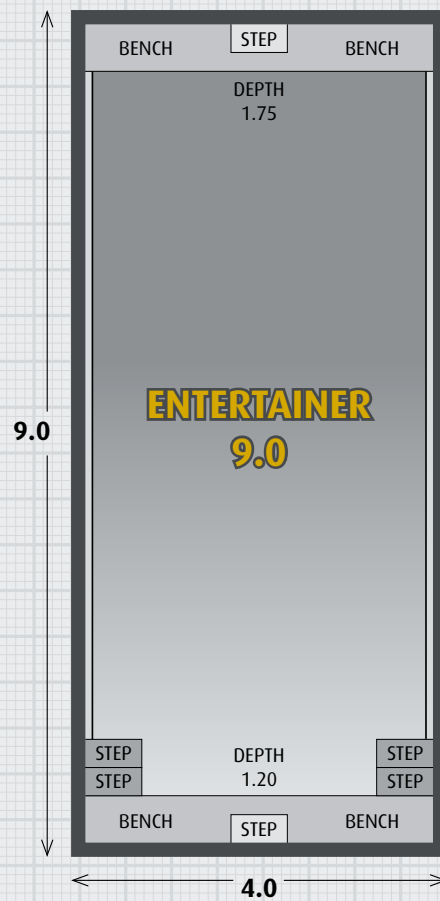 BENCH STEP BENCH
DEPTH
1.75
ENTERTAINER
9.0
9.0
STEP DEPTH STEP
STEP 1.20 STEP
BENCH STEP BENCH
4.0